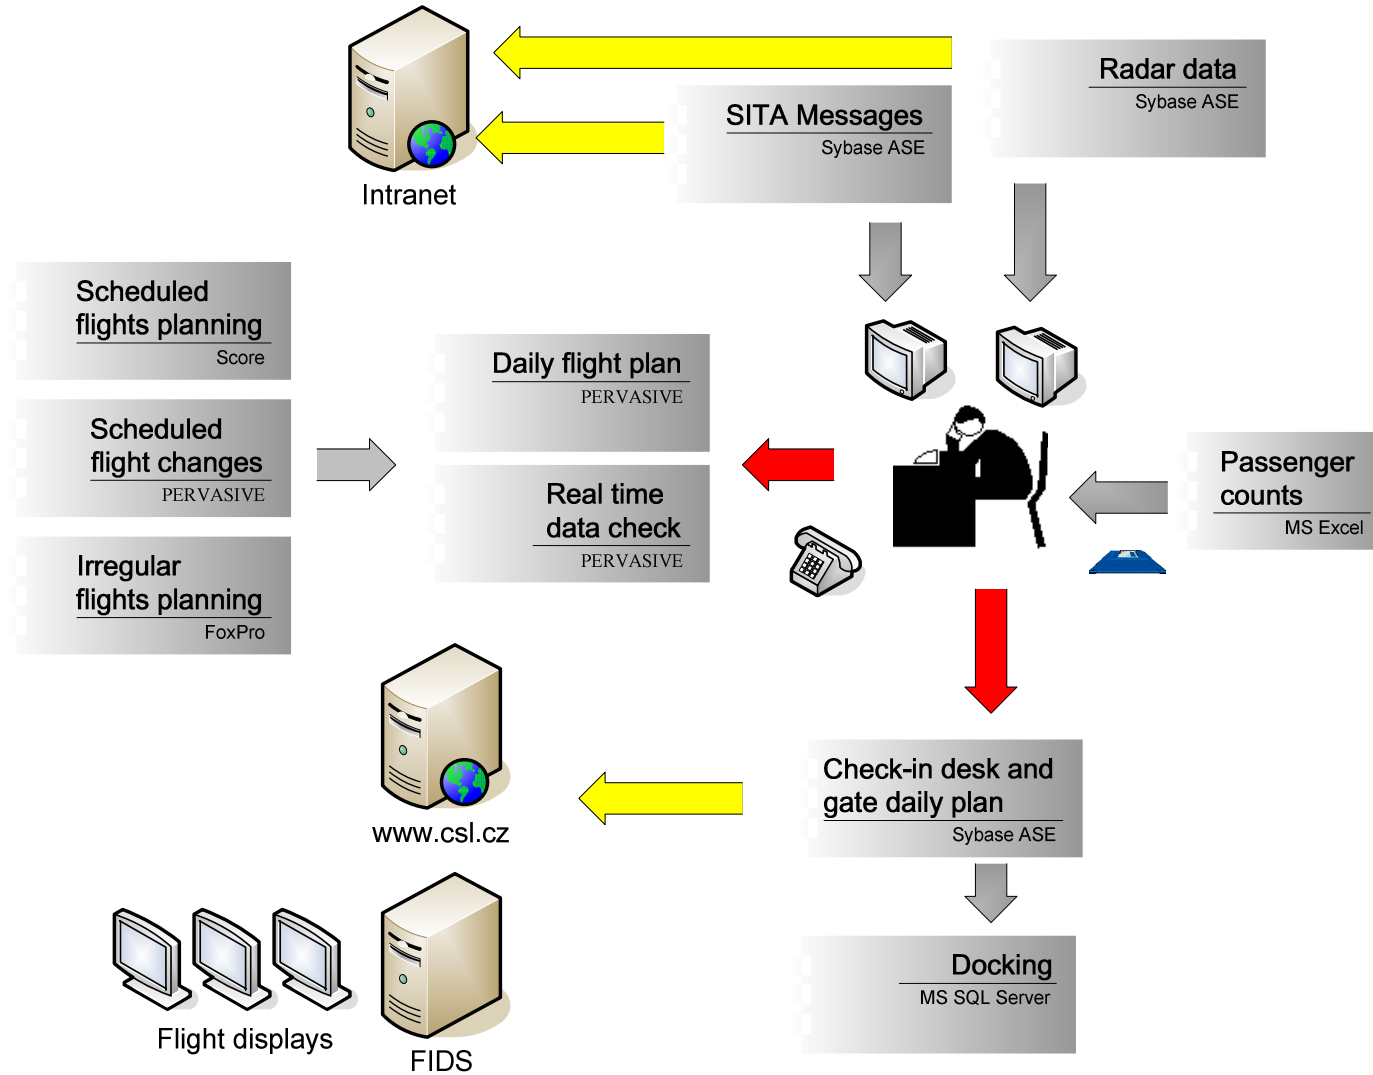 Radar data
Sybase ASE
SITA Messages
Sybase ASE
Intranet
Scheduled
flights planning
Score
Daily flight plan
PERVASIVE
Scheduled
flight changes
PERVASIVE
Passenger
counts
MS Excel
Real time
data check
PERVASIVE
Irregular
flights planning
FoxPro
Check-in desk and
gate daily plan
Sybase ASE
www.csl.cz
Docking
MS SQL Server
Flight displays
FIDS